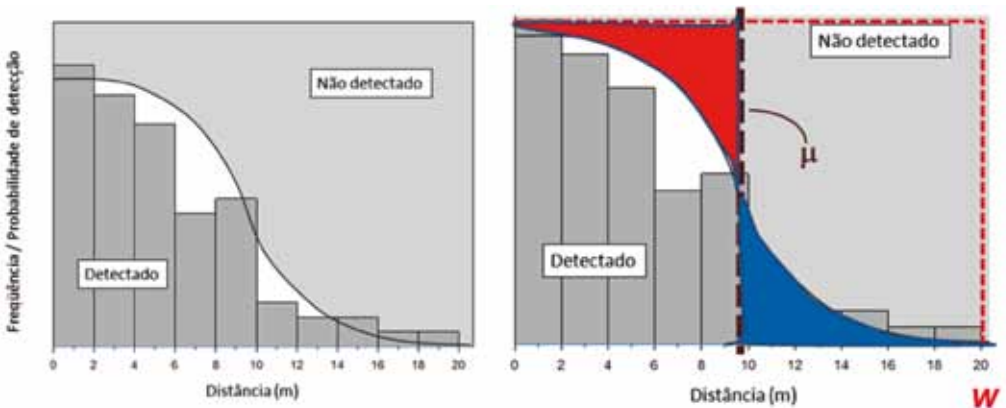 Freqüência / Probabilidade de detecção
Não detectado
Detectado
0 2 4 6 8 10 12 14 16 18 20
Distância (m)
Não detectado
µ
Detectado
0 2 4 6 8 10 12 14 16 18 20
Distância (m)
W